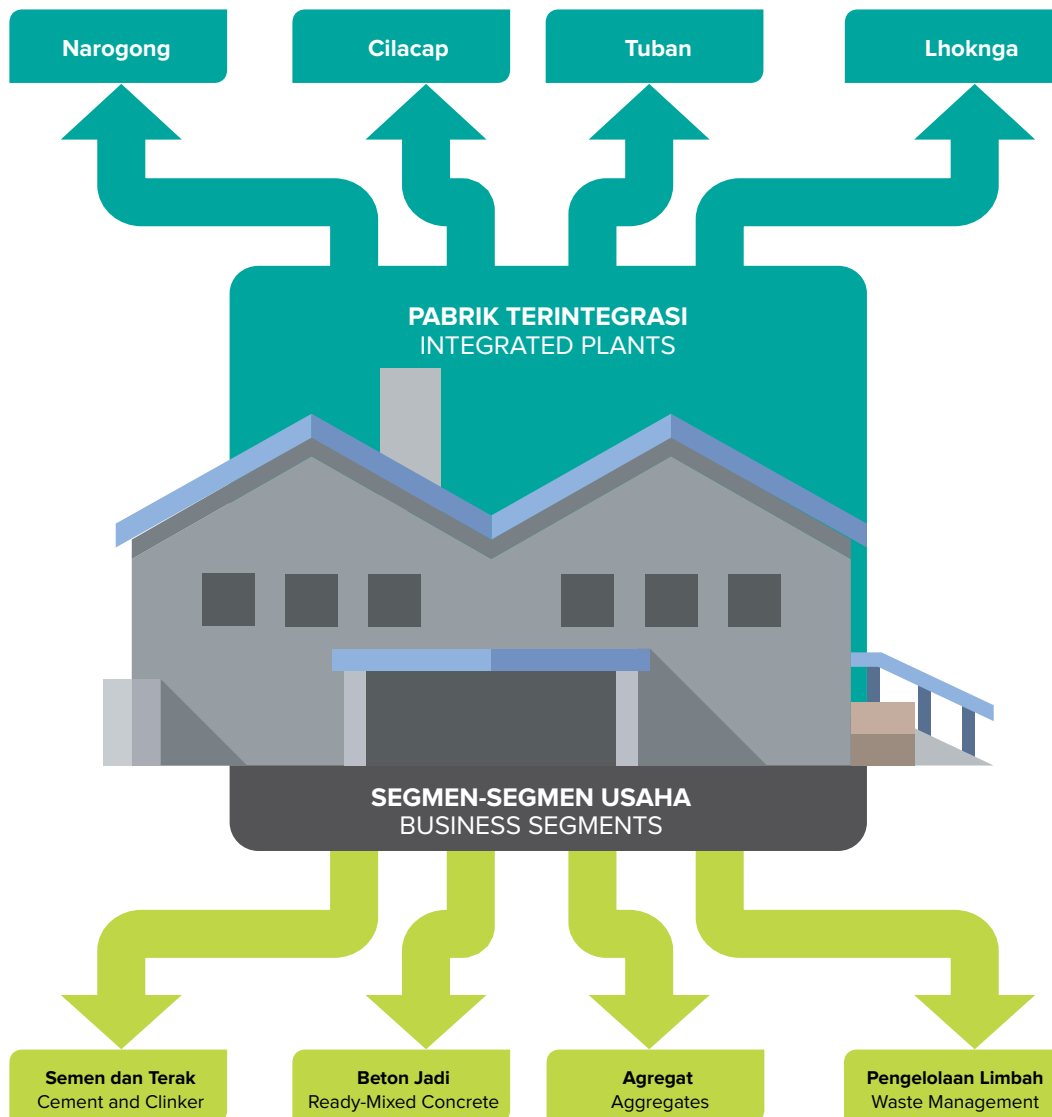 Narogong
Cilacap
Tuban
Lhoknga
PABRIK TERINTEGRASI
INTEGRATED PLANTS
SEGMEN-SEGMEN USAHA
BUSINESS SEGMENTS
Semen dan Terak
Cement and Clinker
Beton Jadi
Ready-Mixed Concrete
Agregat
Aggregates
Pengelolaan Limbah
Waste Management